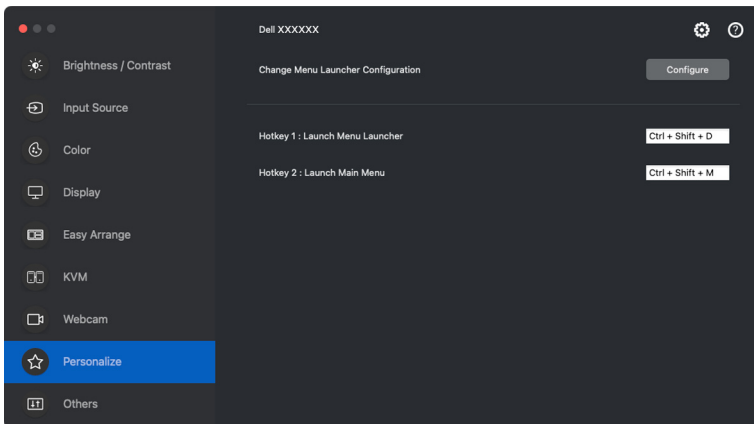 Dell XXXXXX
Brightness / Contrast
Input Source
Color
Display
Easy Arrange
KVM
Webcam
Personalize
Others
Change Menu Launcher Configuration
Configure
Hotkey 1 : Launch Menu Launcher
Ctrl + Shift + D
Hotkey 2 : Launch Main Menu
Ctrl + Shift + M